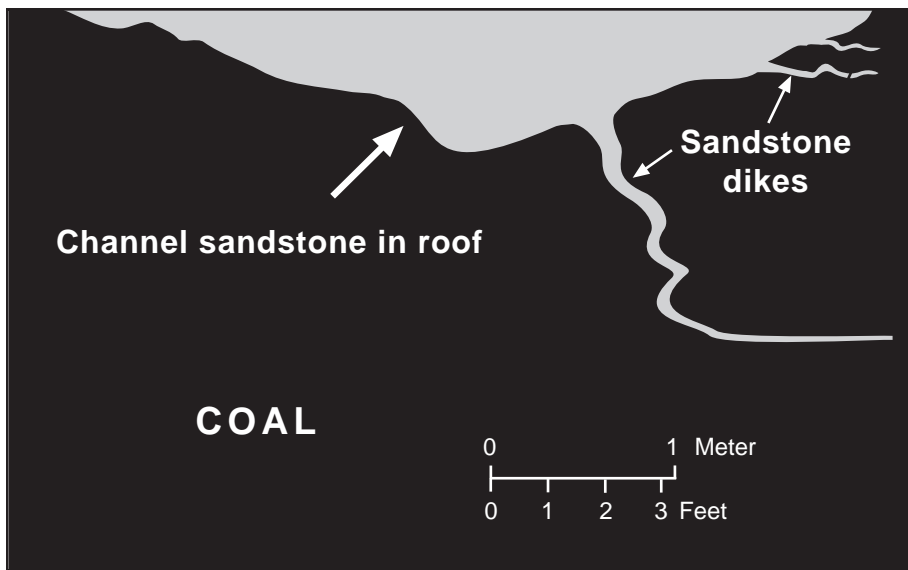 Sandstone
dikes
Channel sandstone in roof
COAL
0 1 Meter
0 1 2 3 Feet